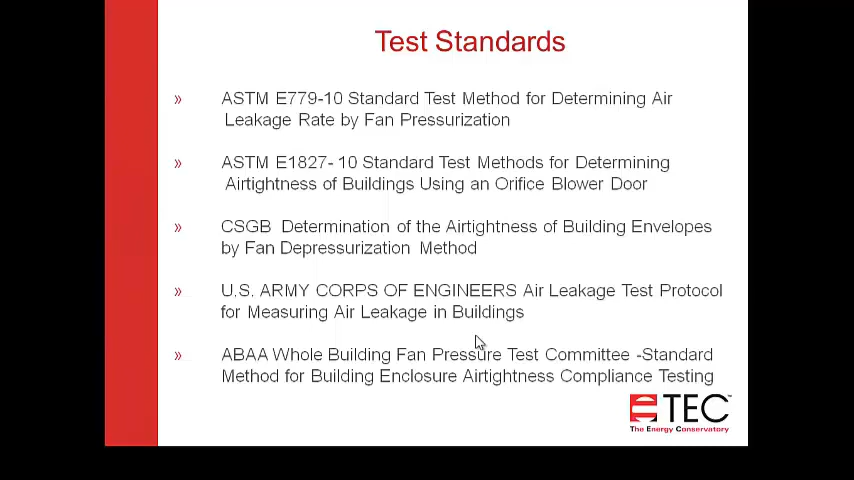 Test Standards
» ASTM E779-10 Standard Test Method for Determining Air
Leakage Rate by Fan Pressurization
» ASTM E1827- 10 Standard Test Methods for Determining
Airtightness of Buildings Using an Orifice Blower Door
» CSGB Determination of the Airtightness of Building Envelopes
by Fan Depressurization Method
» U.S. ARMY CORPS OF ENGINEERS Air Leakage Test Protocol
for Measuring Air Leakage in Buildings
» ABAA Whole Building Fan Pressure Test Committee -Standard
Method for Building Enclosure Airtightness Compliance Testing
TEC™
The Energy Conservatory